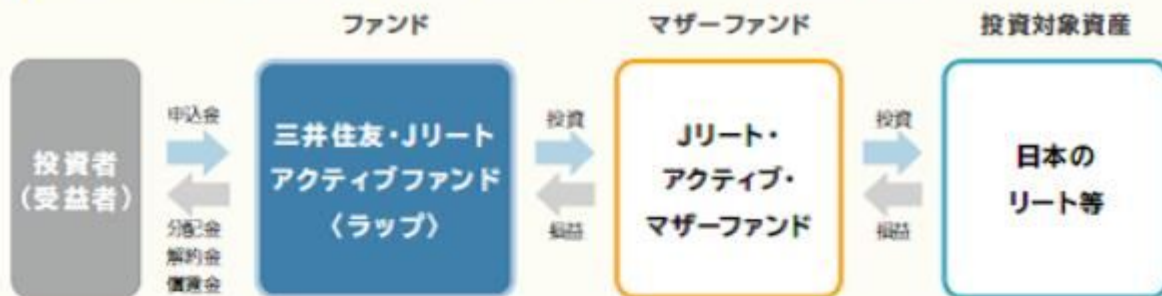 ファンド
マザーファンド
投資対象資産
投資者
(受益者)
申込金
分配金
解約金
償還金
三井住友・Jリート
アクティブファンド
〈ラップ〉
投資
損益
Jリート・
アクティブ・
マザーファンド
投資
損益
日本の
リート等